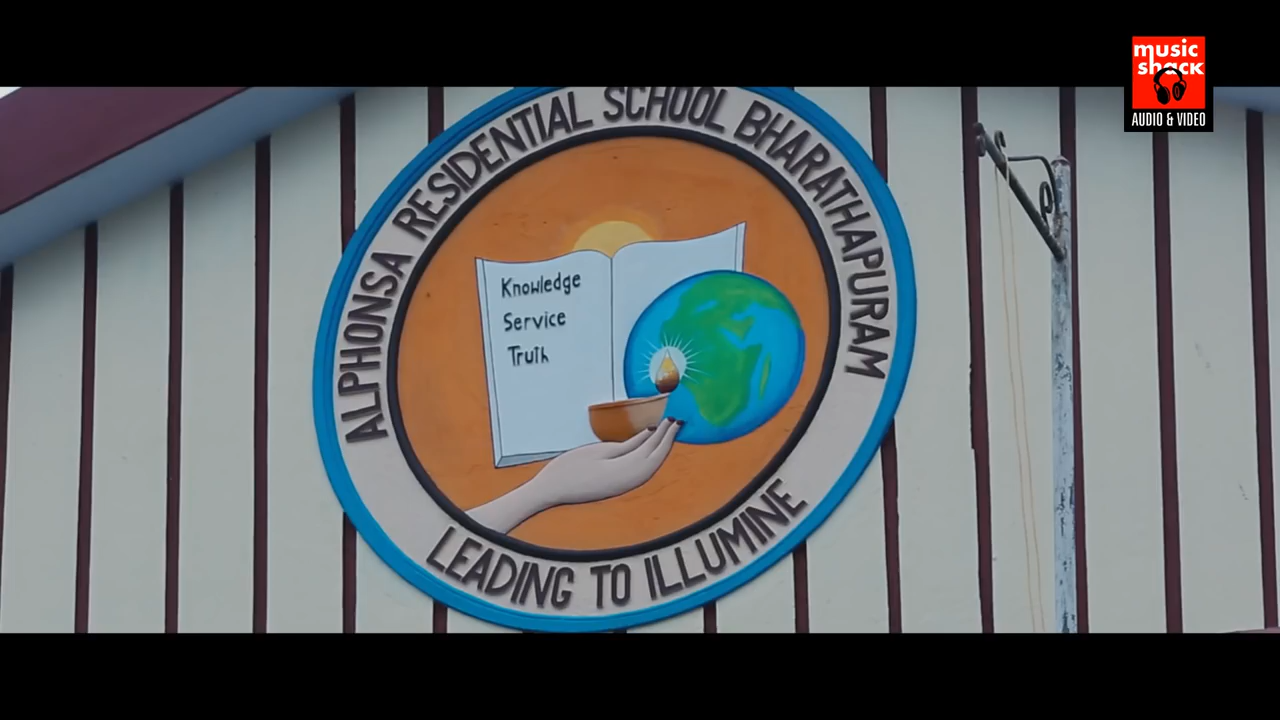 music
shack
AUDIO & VIDEO
ALPHONSA RESIDENTIAL SCHOOL BHARATHAPURAM
Knowledge
Service
Truth
LEADING TO ILLUMINE